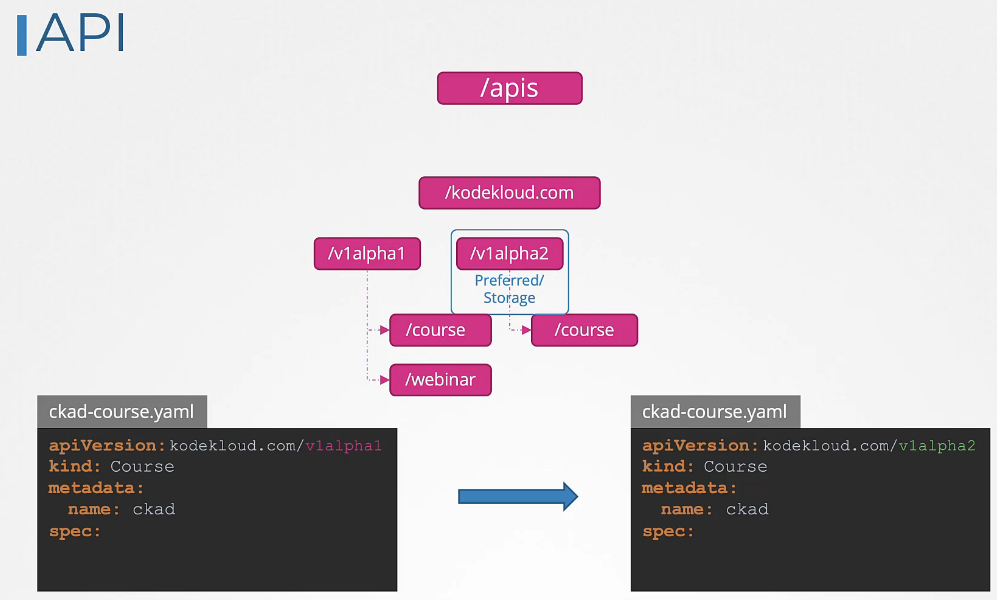 API
/apis
/kodekloud.com
/v1alpha1
/v1alpha2
Preferred/
Storage
/course
/course
/webinar
ckad-course.yaml
apiVersion: kodekloud.com/v1alpha1
kind: Course
metadata:
  name: ckad
spec:
ckad-course.yaml
apiVersion: kodekloud.com/v1alpha2
kind: Course
metadata:
  name: ckad
spec: